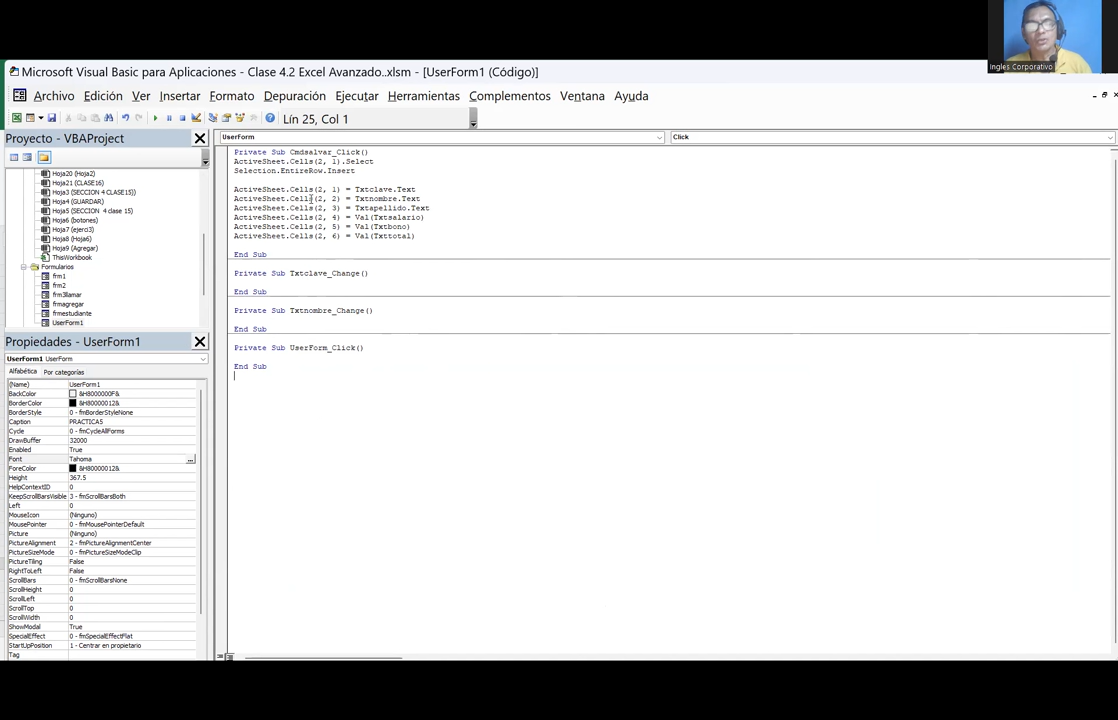 Ingles Corporativo
Microsoft Visual Basic para Aplicaciones - Clase 4.2 Excel Avanzado..xlsm - [UserForm1 (Código)]
Archivo Edición Ver Insertar Formato Depuración Ejecutar Herramientas Complementos Ventana Ayuda
Lín 25, Col 1
Proyecto - VBAProject
Hoja20 (Hoja2)
Hoja21 (CLASE16)
Hoja3 (SECCION 4 CLASE 15))
Hoja4 (GUARDAR)
Hoja5 (SECCION 4 clase 15)
Hoja6 (botones)
Hoja7 (ejerci3)
Hoja8 (Hoja6)
Hoja9 (Agregar)
ThisWorkbook
Formularios
frm1
frm2
frm3llamar
frmagregar
frmestudiante
UserForm1
Propiedades - UserForm1
UserForm1 UserForm
Alfabética Por categorías
(Name) UserForm1
BackColor &H8000000F&
BorderColor &H80000012&
BorderStyle 0 - fmBorderStyleNone
Caption PRACTICA5
Cycle 0 - fmCycleAllForms
DrawBuffer 32000
Enabled True
Font Tahoma ...
ForeColor &H80000012&
Height 367.5
HelpContextID 0
KeepScrollBarsVisible 3 - fmScrollBarsBoth
Left 0
MouseIcon (Ninguno)
MousePointer 0 - fmMousePointerDefault
Picture (Ninguno)
PictureAlignment 2 - fmPictureAlignmentCenter
PictureSizeMode 0 - fmPictureSizeModeClip
PictureTiling False
RightToLeft False
ScrollBars 0 - fmScrollBarsNone
ScrollHeight 0
ScrollLeft 0
ScrollTop 0
ScrollWidth 0
ShowModal True
SpecialEffect 0 - fmSpecialEffectFlat
StartUpPosition 1 - Centrar en propietario
Tag
UserForm Click
Private Sub Cmdsalvar_Click()
ActiveSheet.Cells(2, 1).Select
Selection.EntireRow.Insert
ActiveSheet.Cells(2, 1) = Txtclave.Text
ActiveSheet.Cells(2, 2) = Txtnombre.Text
ActiveSheet.Cells(2, 3) = Txtapellido.Text
ActiveSheet.Cells(2, 4) = Val(Txtsalario)
ActiveSheet.Cells(2, 5) = Val(Txtbono)
ActiveSheet.Cells(2, 6) = Val(Txttotal)
End Sub
Private Sub Txtclave_Change()
End Sub
Private Sub Txtnombre_Change()
End Sub
Private Sub UserForm_Click()
End Sub